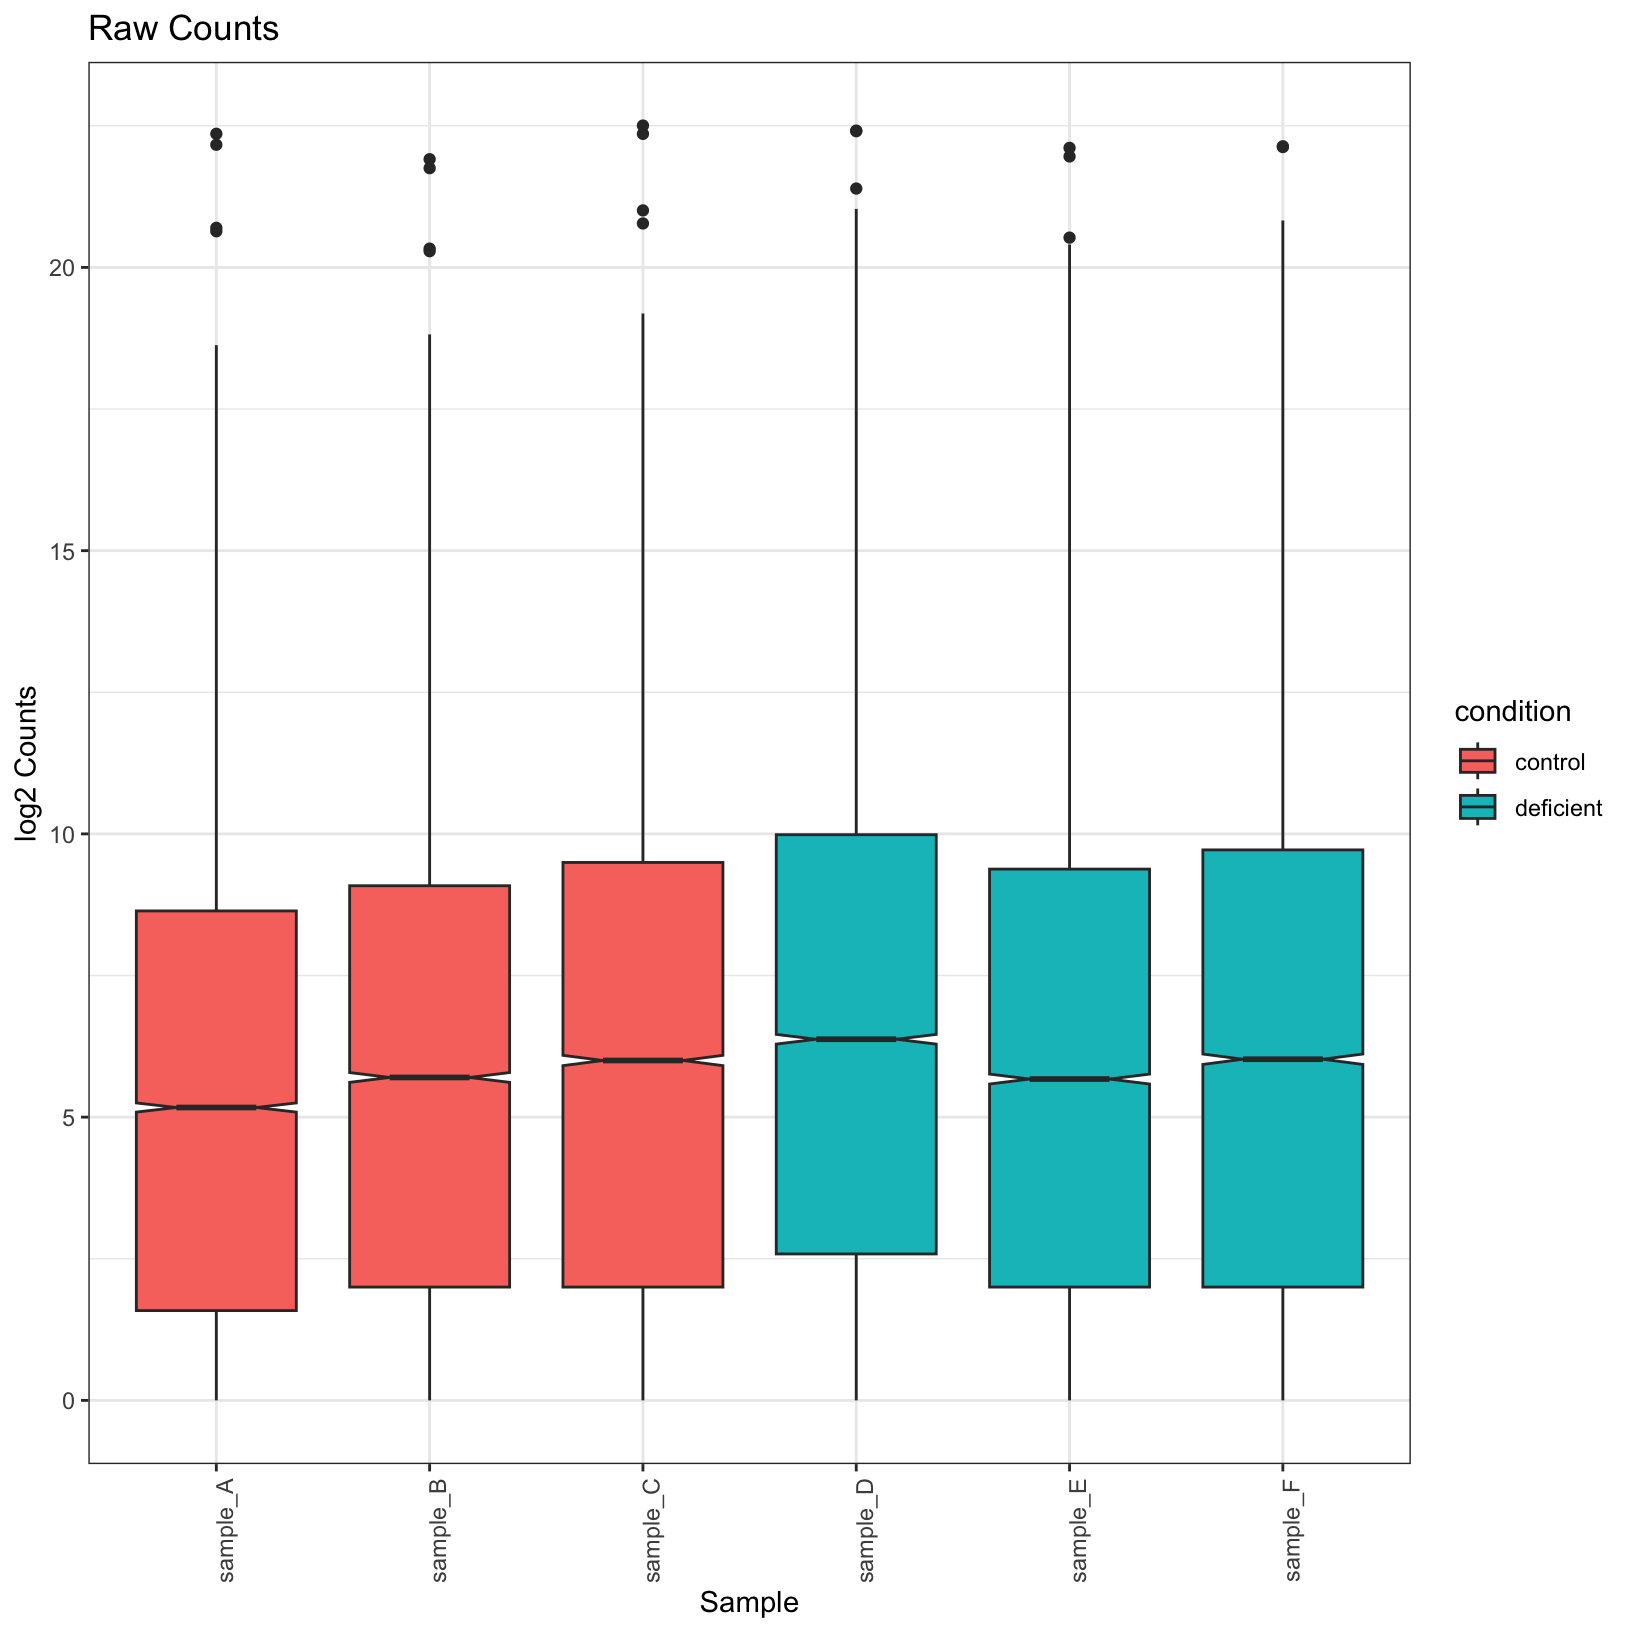 Raw Counts
20
15
10
5
0
log2 Counts
sample_A
sample_B
sample_C
sample_D
sample_E
sample_F
Sample
condition
control
deficient